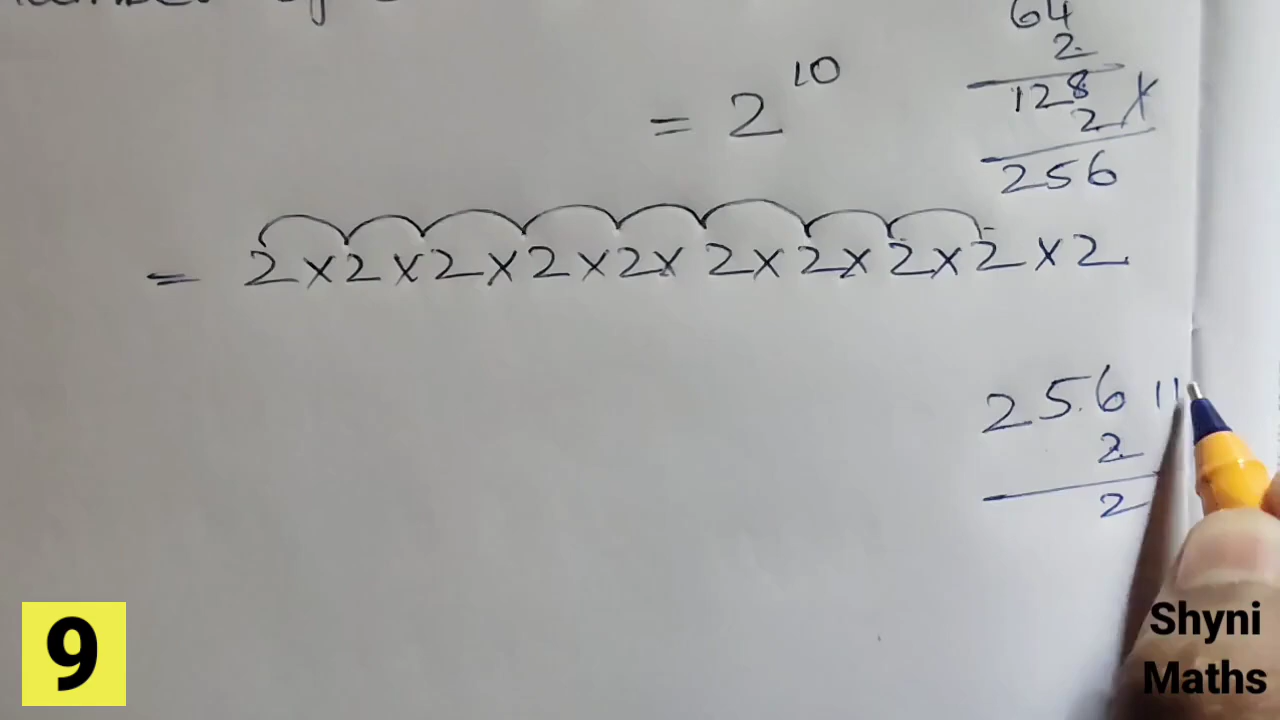 64
2
= 2^10
128 X
2
256
= 2 x 2 x 2 x 2 x 2 x 2 x 2 x 2 x 2 x 2
256 11
2
2
9
Shyni
Maths